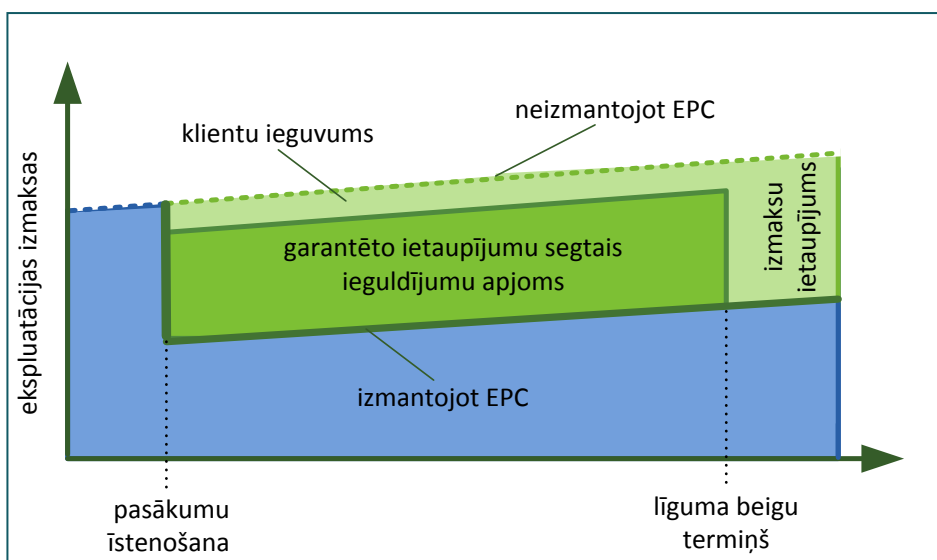 neizmantojot EPC
klientu ieguvums
ekspluatācijas izmaksas
garantēto ietaupījumu segtais
ieguldījumu apjoms
izmaksu
ietaupījums
izmantojot EPC
pasākumu
īstenošana
līguma beigu
termiņš